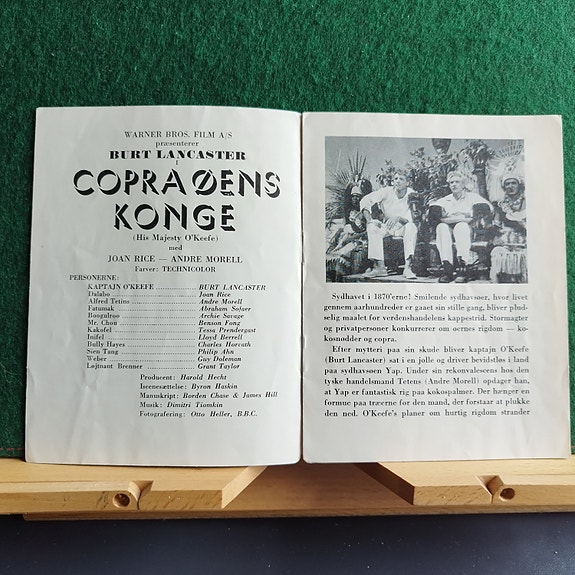 WARNER BROS. FILM A/S
præsenterer
BURT LANCASTER
i
COPRAØENS
KONGE
(His Majesty O'Keefe)
med
JOAN RICE — ANDRE MORELL
Farver: TECHNICOLOR
PERSONERNE:
KAPTAJN O'KEEFE BURT LANCASTER
Dalabo Joan Rice
Alfred Tetins Andre Morell
Fatumak Abraham Sofaer
Boogulroo Archie Savage
Mr. Chou Benson Fong
Kakofel Tessa Prendergast
Inifel Lloyd Berrell
Bully Hayes Charles Horvath
Sien Tang Philip Ahn
Weber Guy Doleman
Løjtnant Brenner Grant Taylor
Producent: Harold Hecht
Iscenesættelse: Byron Haskin
Manuskript: Borden Chase & James Hill
Musik: Dimitri Tiomkin
Fotografering: Otto Heller, B.B.C.
Sydhavet i 1870'erne! Smilende sydhavsøer, hvor livet
gennem aarhundreder er gaaet sin stille gang, bliver plud-
selig maalet for verdenshandelens kappestrid. Stormagter
og privatpersoner konkurrerer om øernes rigdom — ko-
kosnødder og copra.
Efter mytteri paa sin skude bliver kaptajn O'Keefe
(Burt Lancaster) sat i en jolle og driver bevidstløs i land
paa sydhavsøen Yap. Under sin rekonvalescens hos den
tyske handelsmand Tetens (Andre Morell) opdager han,
at Yap er fantastisk rig paa kokospalmer. Der hænger en
formue paa træerne for den mand, der forstaar at plukke
den ned. O'Keefe's planer om hurtig rigdom strander